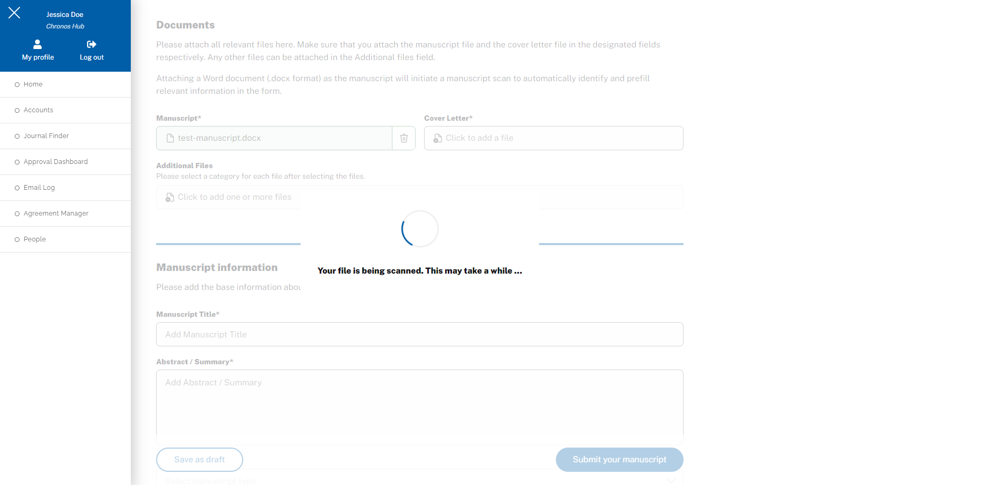 Jessica Doe
Chronos Hub
My profile
Log out
Home
Accounts
Journal Finder
Approval Dashboard
Email Log
Agreement Manager
People
Documents
Please attach all relevant files here. Make sure that you attach the manuscript file and the cover letter file in the designated fields
respectively. Any other files can be attached in the Additional files field.
Attaching a Word document (.docx format) as the manuscript will initiate a manuscript scan to automatically identify and prefill
relevant information in the form.
Manuscript*
Cover Letter*
test-manuscript.docx
Click to add a file
Additional Files
Please select a category for each file after selecting the files.
Click to add one or more files
Your file is being scanned. This may take a while ...
Manuscript information
Please add the base information abou
Manuscript Title*
Add Manuscript Title
Abstract / Summary*
Add Abstract / Summary
Save as draft
Submit your manuscript
Select manuscript type